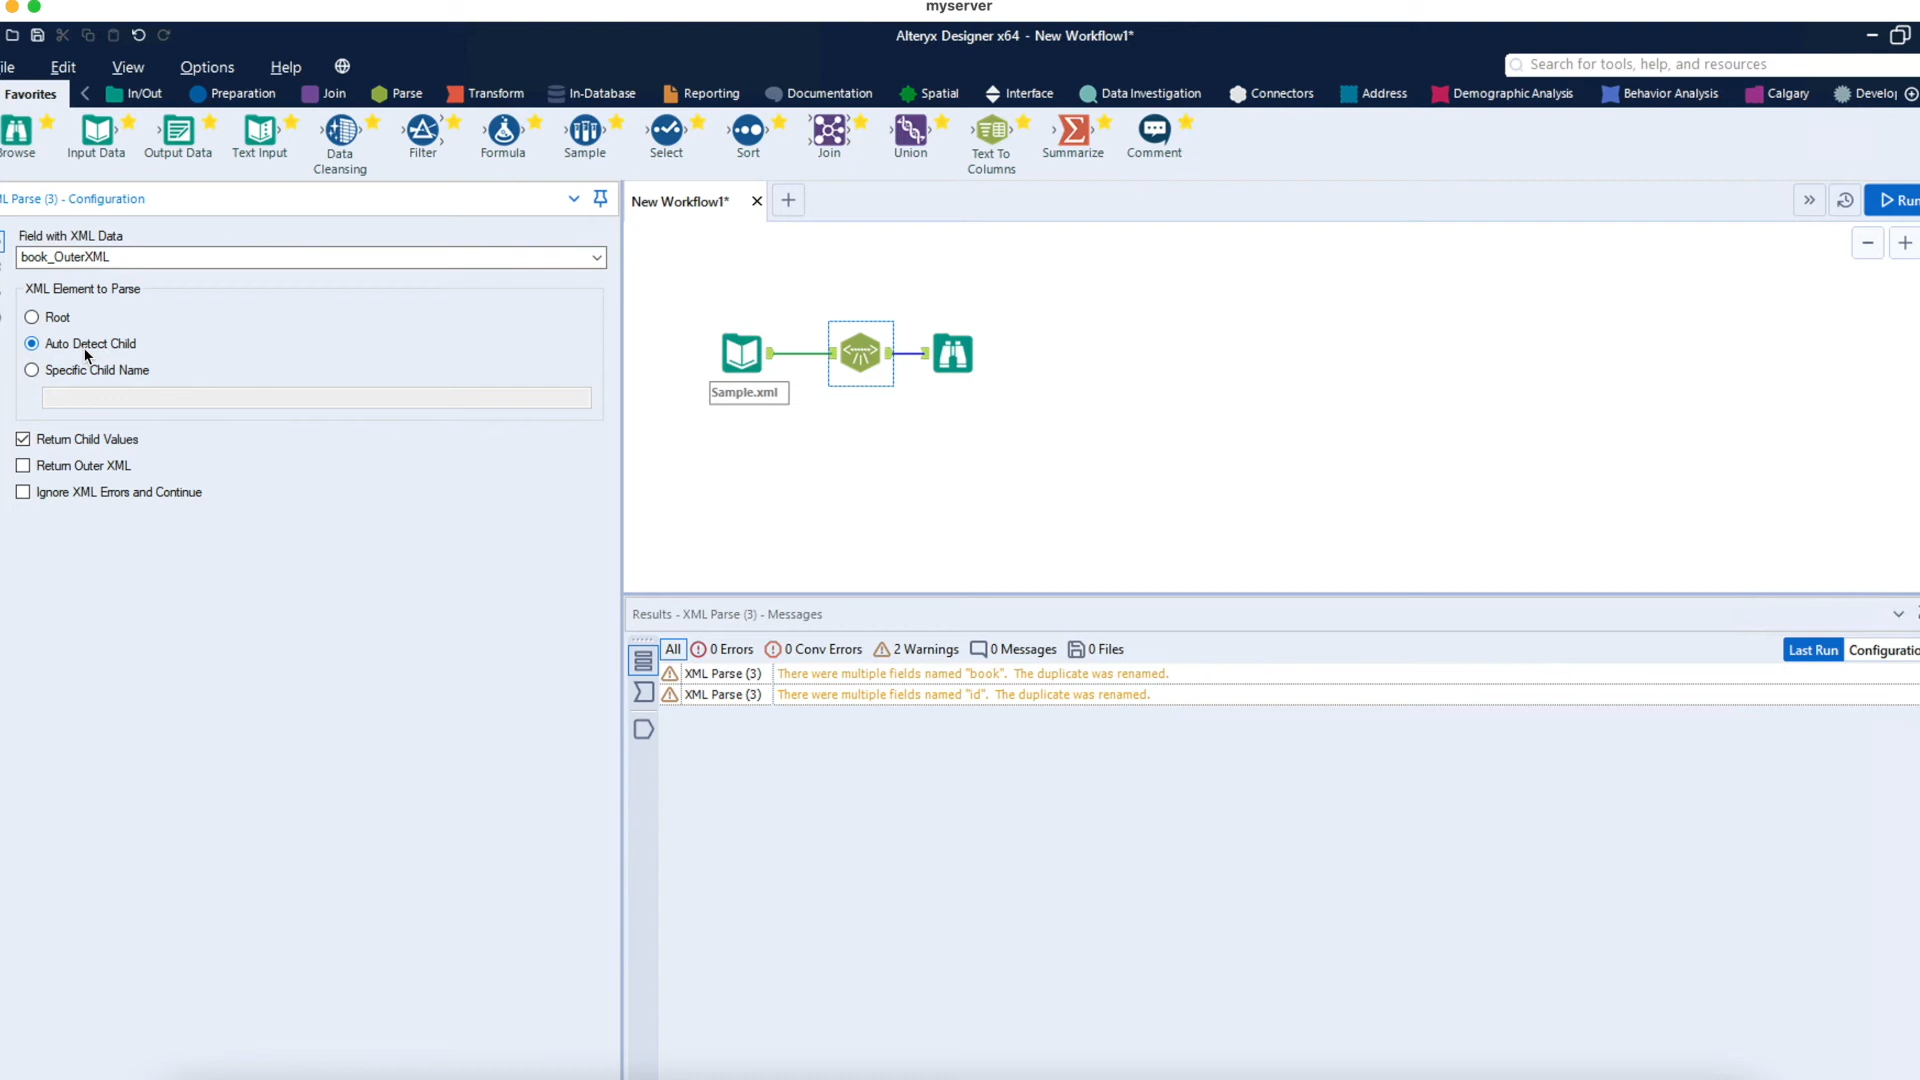 myserver
Alteryx Designer x64 - New Workflow1*
ile Edit View Options Help
Search for tools, help, and resources
Favorites In/Out Preparation Join Parse Transform In-Database Reporting Documentation Spatial Interface Data Investigation Connectors Address Demographic Analysis Behavior Analysis Calgary Develop
rowse Input Data Output Data Text Input Data Cleansing Filter Formula Sample Select Sort Join Union Text To Columns Summarize Comment
L Parse (3) - Configuration
New Workflow1*
Run
Field with XML Data
book_OuterXML
XML Element to Parse
Root
Auto Detect Child
Specific Child Name
Return Child Values
Return Outer XML
Ignore XML Errors and Continue
Sample.xml
Results - XML Parse (3) - Messages
All 0 Errors 0 Conv Errors 2 Warnings 0 Messages 0 Files
Last Run Configuratio
XML Parse (3) There were multiple fields named "book". The duplicate was renamed.
XML Parse (3) There were multiple fields named "id". The duplicate was renamed.